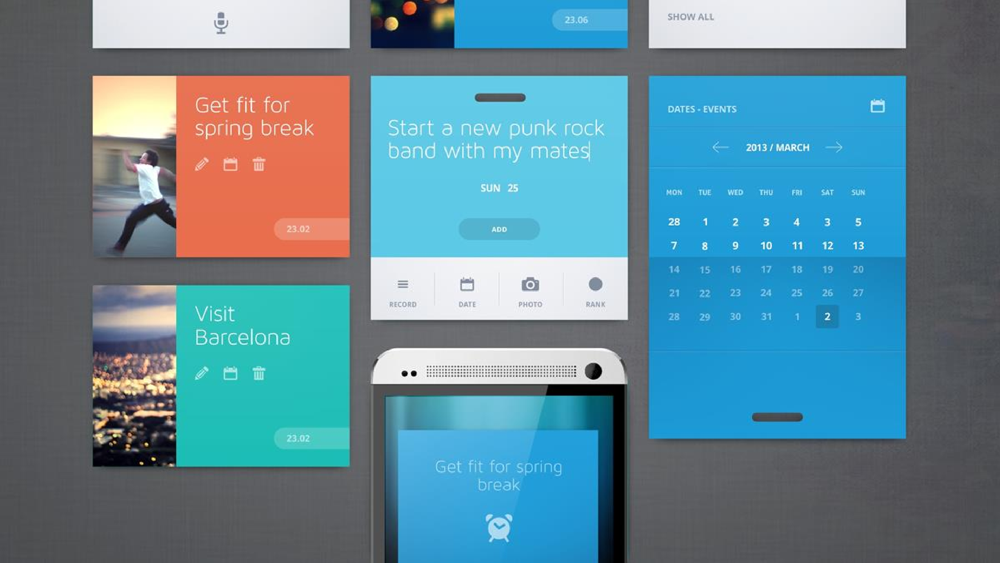 23.06
SHOW ALL
Get fit for
spring break
23.02
Start a new punk rock
band with my mates
SUN 25
ADD
RECORD DATE PHOTO RANK
DATES - EVENTS
2013 / MARCH
MON TUE WED THU FRI SAT SUN
28 1 2 3 4 3 5
7 8 9 10 11 12 13
14 15 16 17 18 19 20
21 22 23 24 25 26 27
28 29 30 31 1 2 3
Visit
Barcelona
23.02
Get fit for spring
break